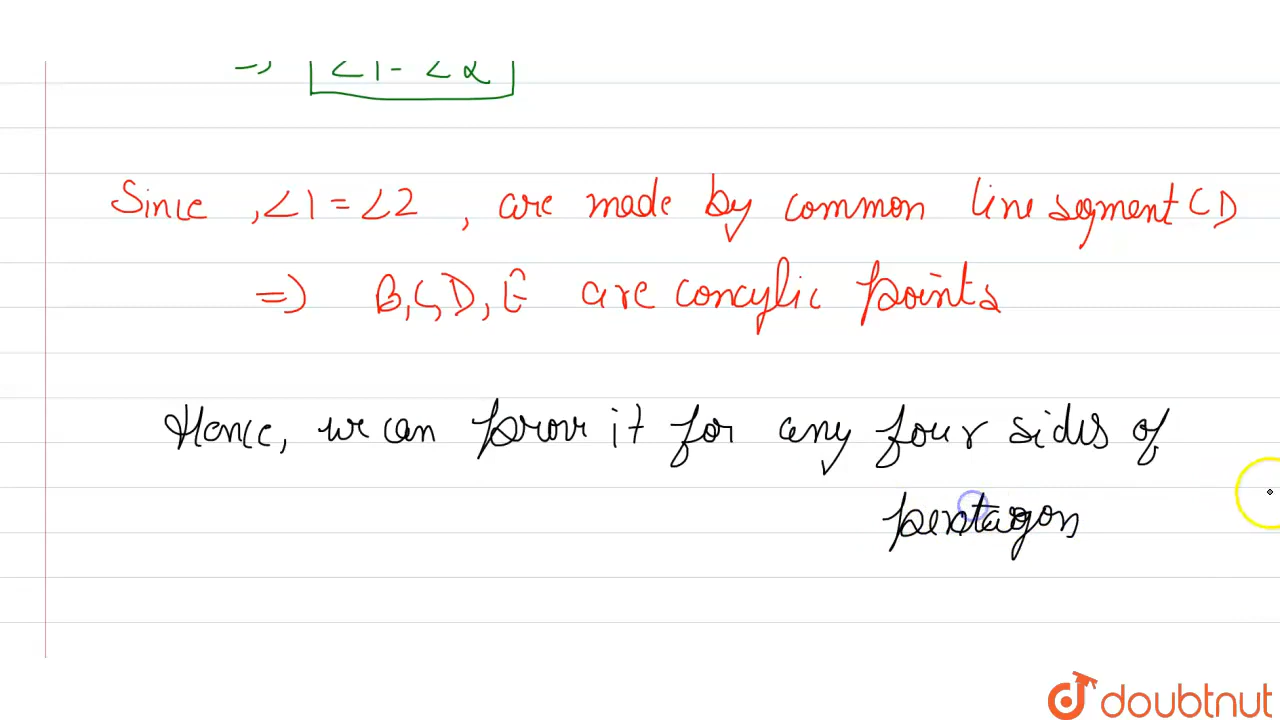 => ∠1 = ∠2
Since, ∠1 = ∠2, are made by common line segment CD
=> B, C, D, E are concylic points
Hence, we can prove it for any four sides of
pentagon
doubtnut